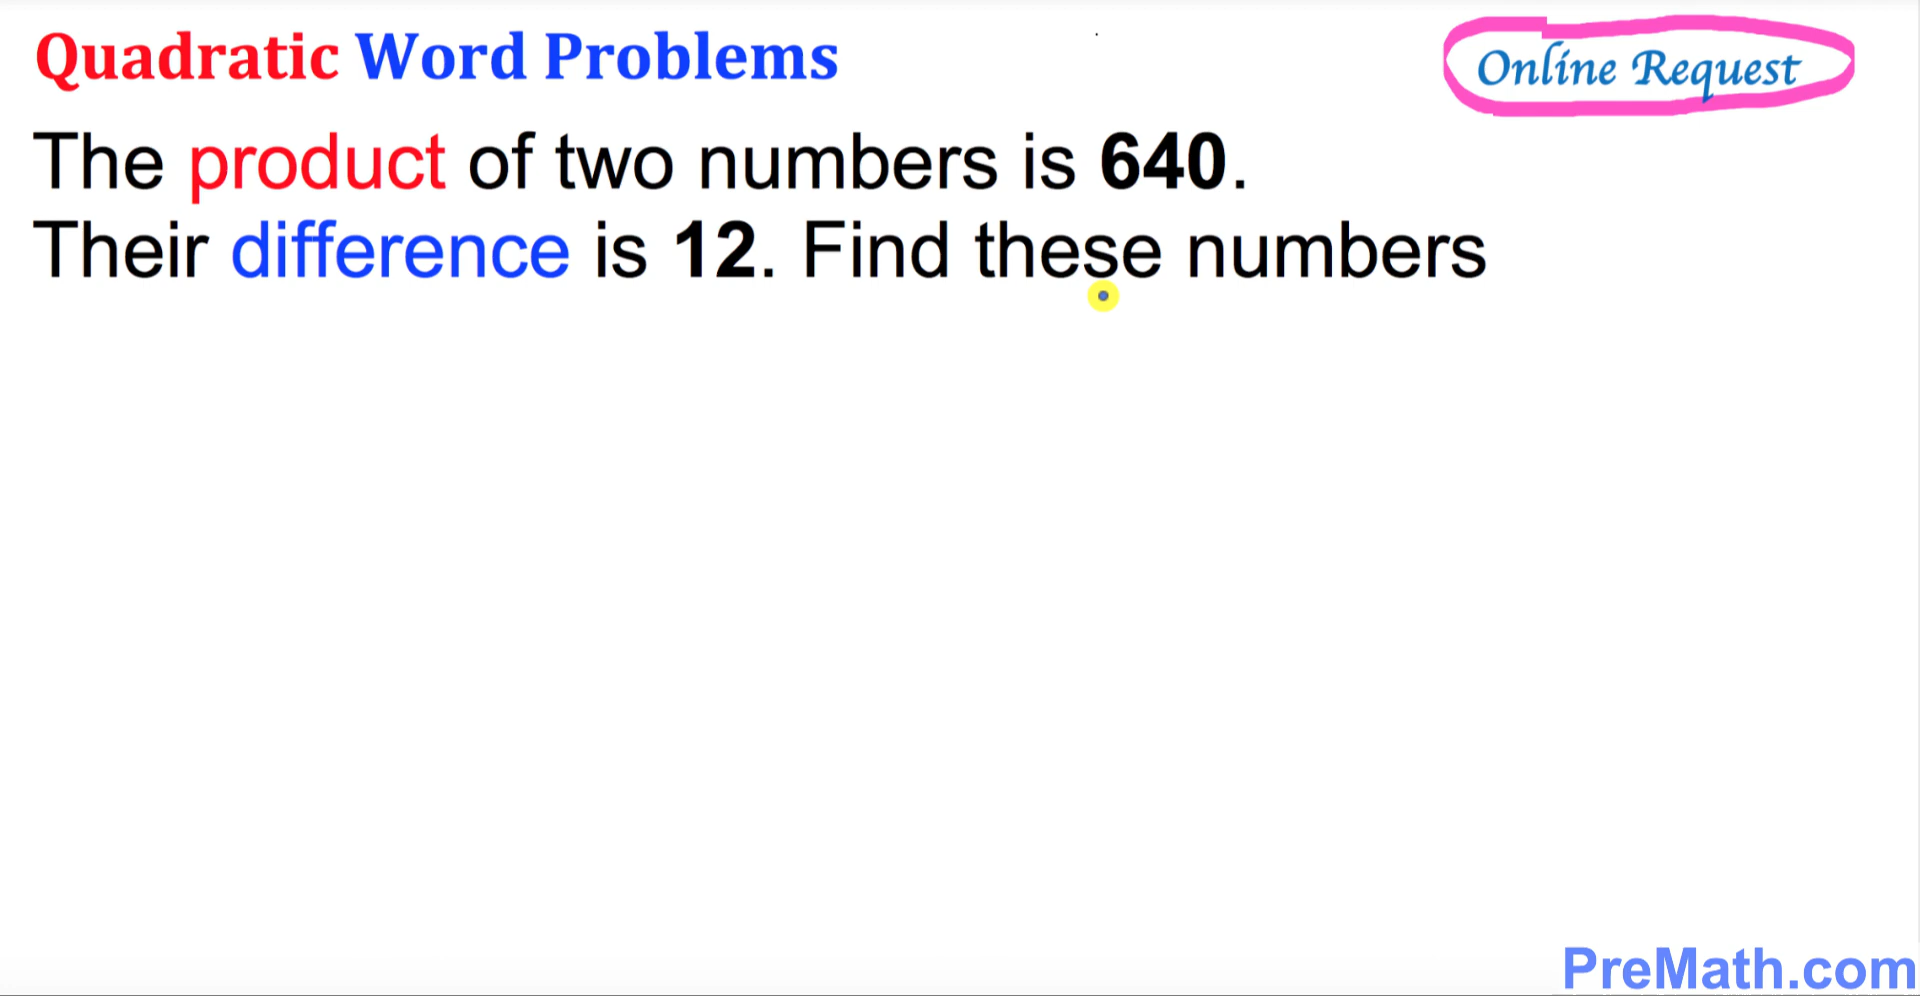 Quadratic Word Problems
Online Request
The product of two numbers is 640.
Their difference is 12. Find these numbers
PreMath.com